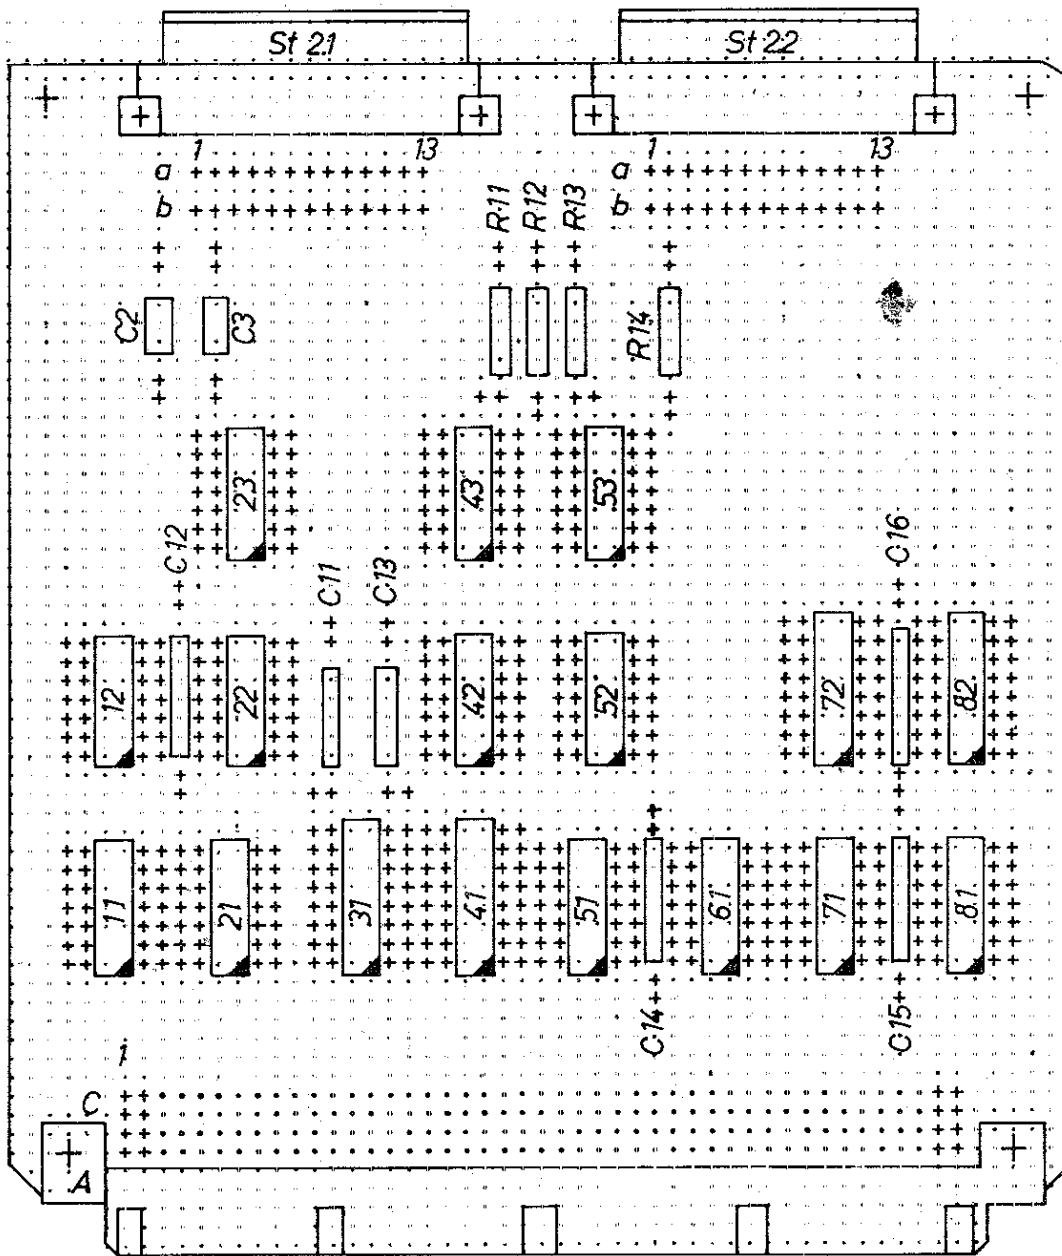 St 21 St 22
1 13 1 13
a a
b b
R11 R12 R13
C2 C3 R14
23 43 53
C12 C11 C13 C16
12 22 42 52 72 82
11 21 31 41 51 61 71 81
C14 C15
1
C
A